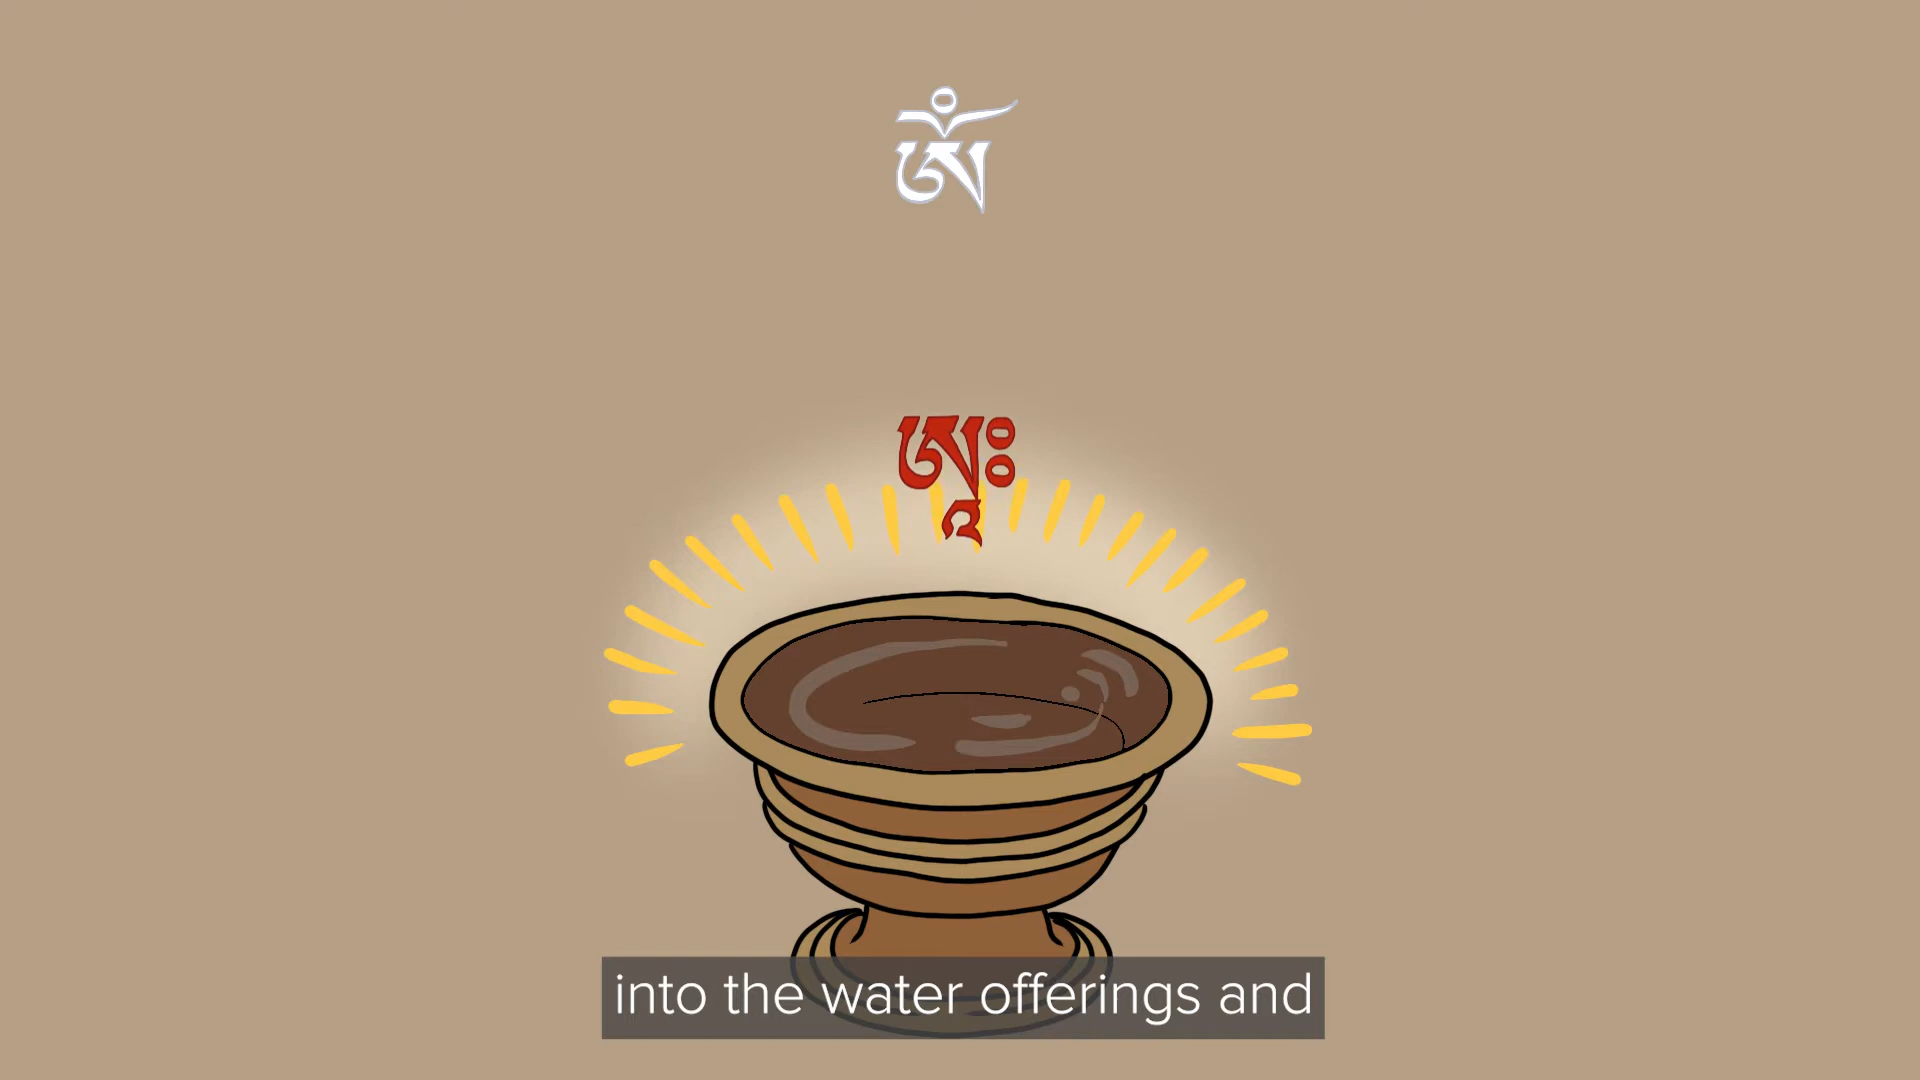 ༀ
ཨཱཿ
into the water offerings and